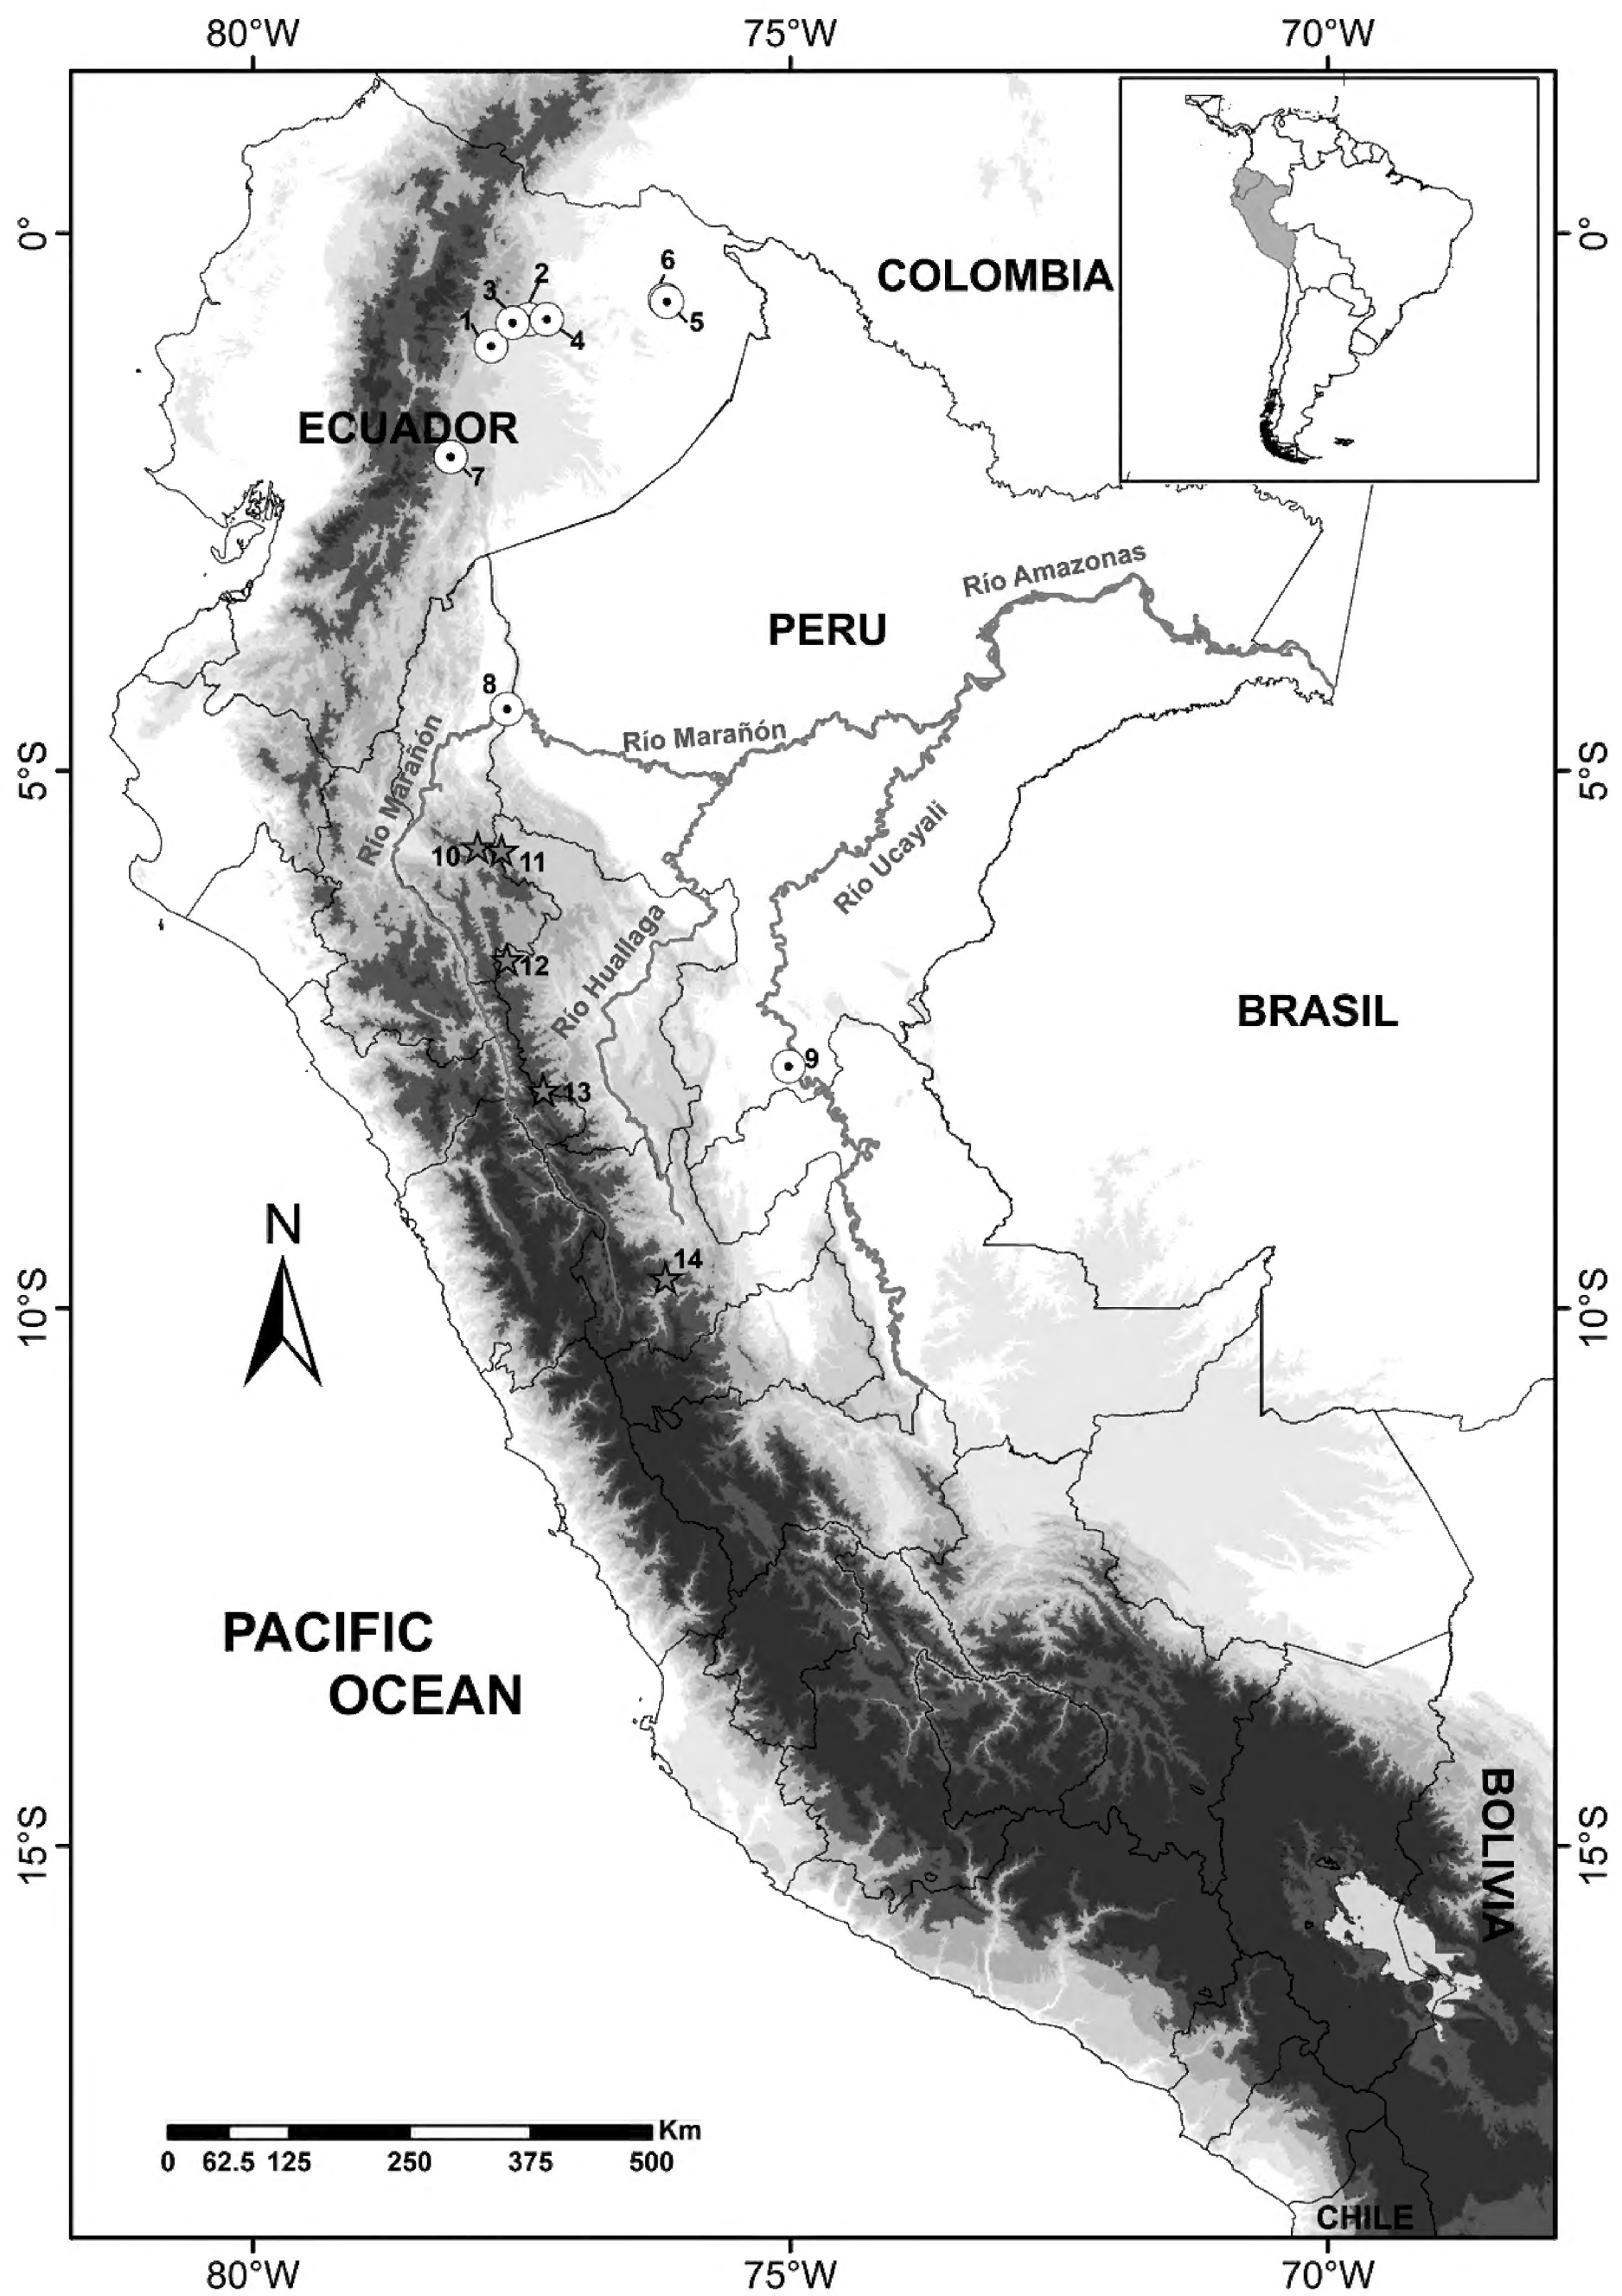 80°W 75°W 70°W
0° 0°
COLOMBIA
6
2
3
5
1
4
ECUADOR
7
Río Amazonas
PERU
8
Río Marañón
Río Marañón
5°S 5°S
Río Ucayali
10 11
Río Huallaga
12
BRASIL
9
13
N
14
10°S 10°S
PACIFIC
OCEAN
BOLIVIA
15°S 15°S
Km
0 62.5 125 250 375 500
CHILE
80°W 75°W 70°W